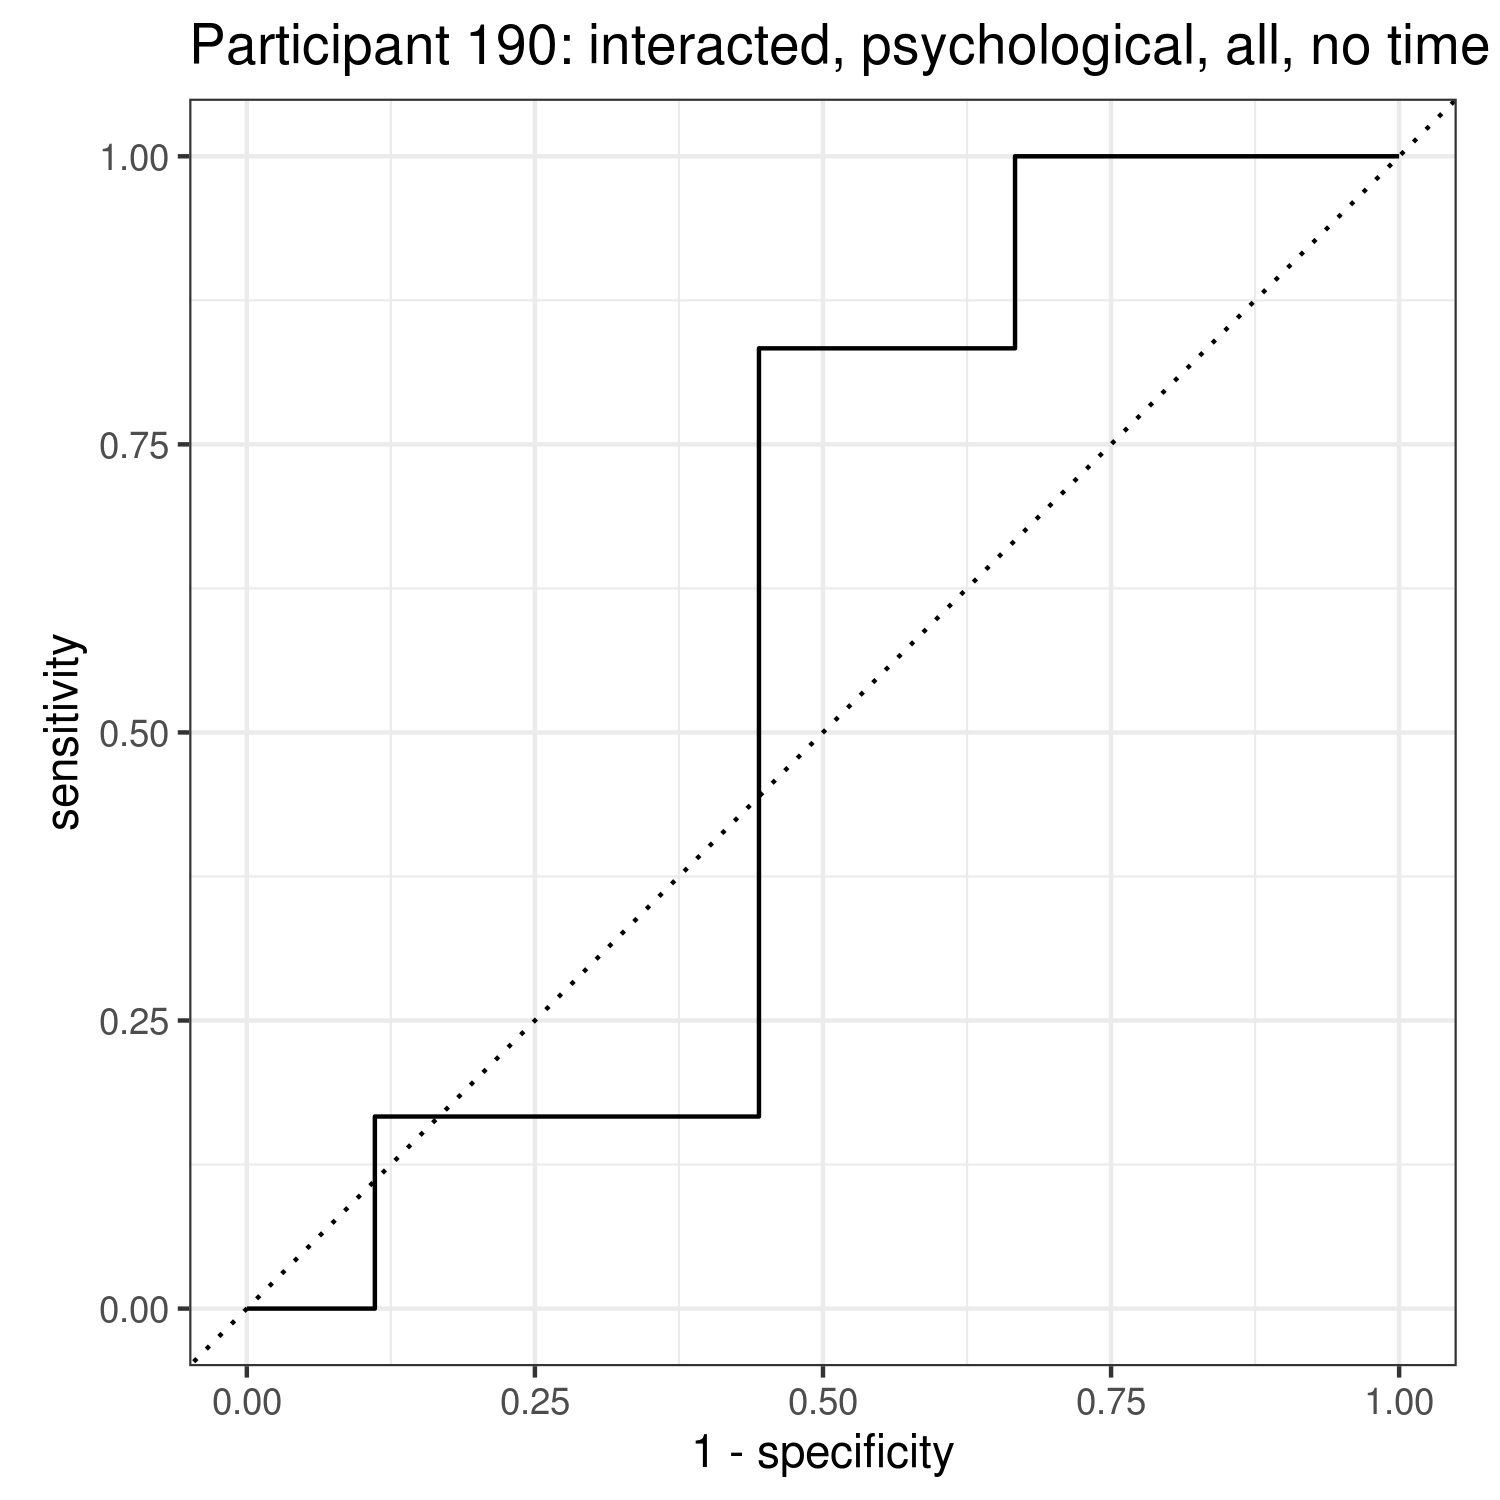 Participant 190: interacted, psychological, all, no time
1.00
0.75
0.50
0.25
0.00
sensitivity
0.00 0.25 0.50 0.75 1.00
1 - specificity